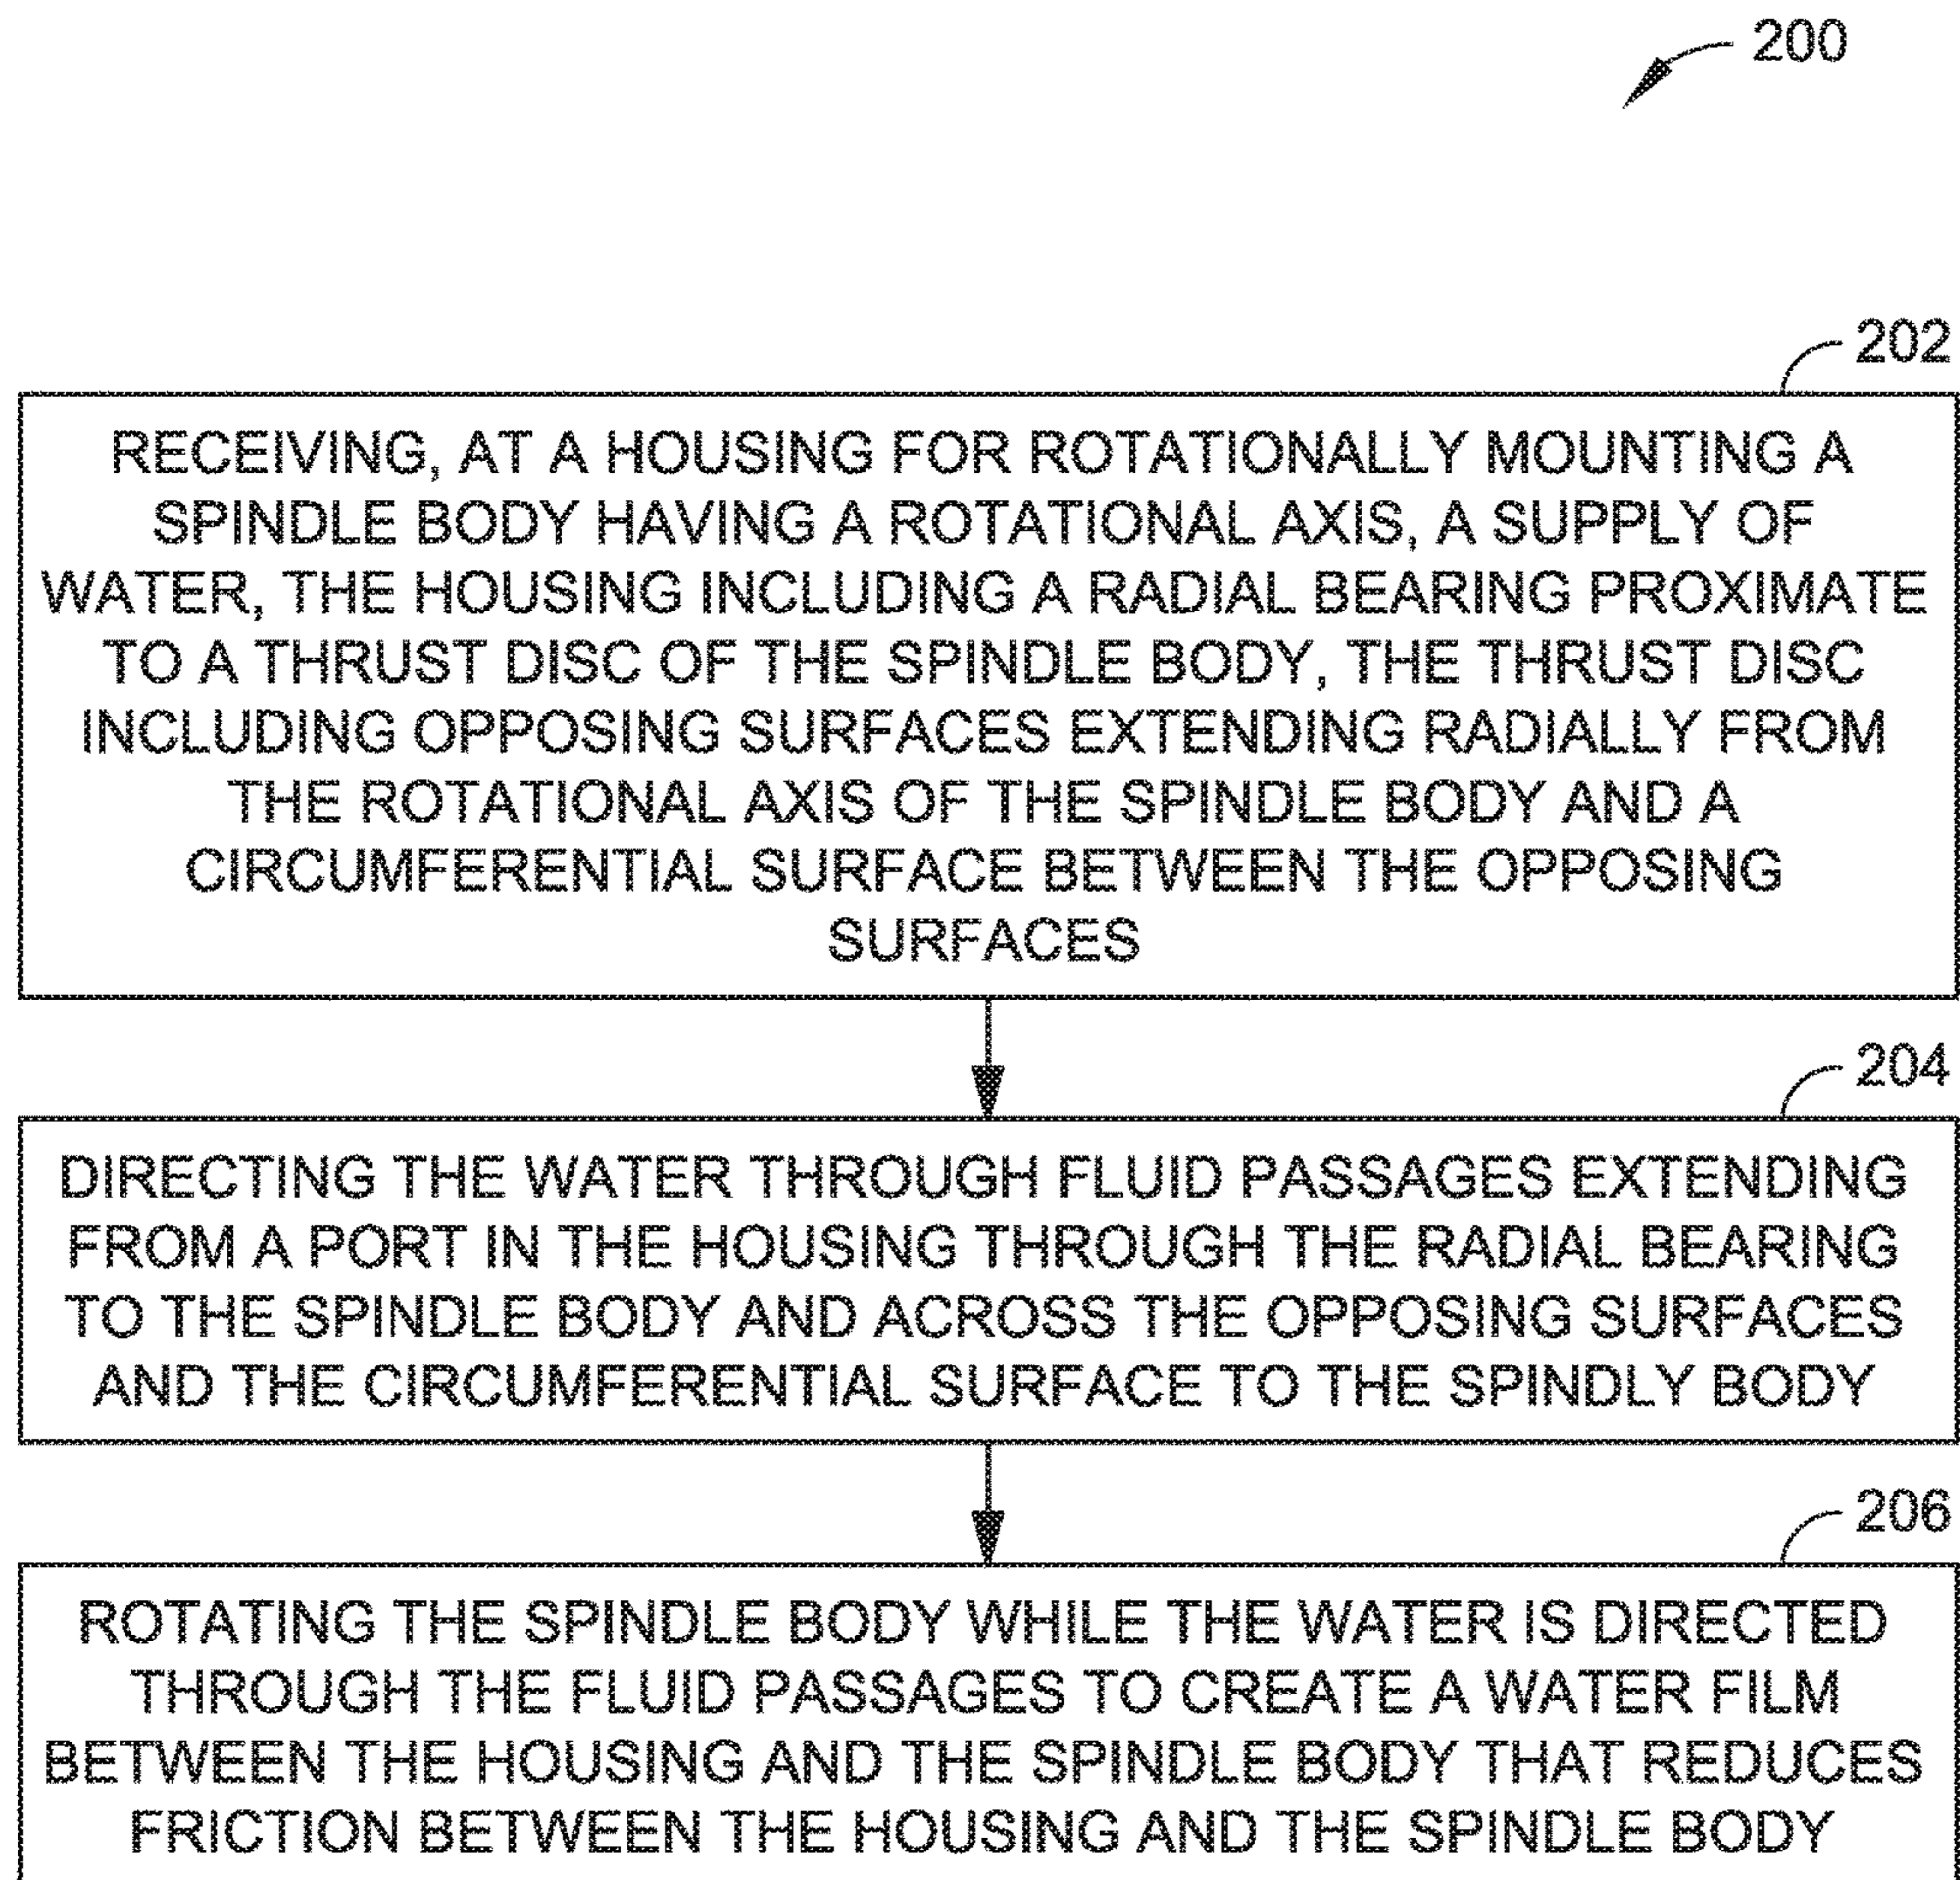 200
202
RECEIVING, AT A HOUSING FOR ROTATIONALLY MOUNTING A
SPINDLE BODY HAVING A ROTATIONAL AXIS, A SUPPLY OF
WATER, THE HOUSING INCLUDING A RADIAL BEARING PROXIMATE
TO A THRUST DISC OF THE SPINDLE BODY, THE THRUST DISC
INCLUDING OPPOSING SURFACES EXTENDING RADIALLY FROM
THE ROTATIONAL AXIS OF THE SPINDLE BODY AND A
CIRCUMFERENTIAL SURFACE BETWEEN THE OPPOSING
SURFACES
204
DIRECTING THE WATER THROUGH FLUID PASSAGES EXTENDING
FROM A PORT IN THE HOUSING THROUGH THE RADIAL BEARING
TO THE SPINDLE BODY AND ACROSS THE OPPOSING SURFACES
AND THE CIRCUMFERENTIAL SURFACE TO THE SPINDLY BODY
206
ROTATING THE SPINDLE BODY WHILE THE WATER IS DIRECTED
THROUGH THE FLUID PASSAGES TO CREATE A WATER FILM
BETWEEN THE HOUSING AND THE SPINDLE BODY THAT REDUCES
FRICTION BETWEEN THE HOUSING AND THE SPINDLE BODY